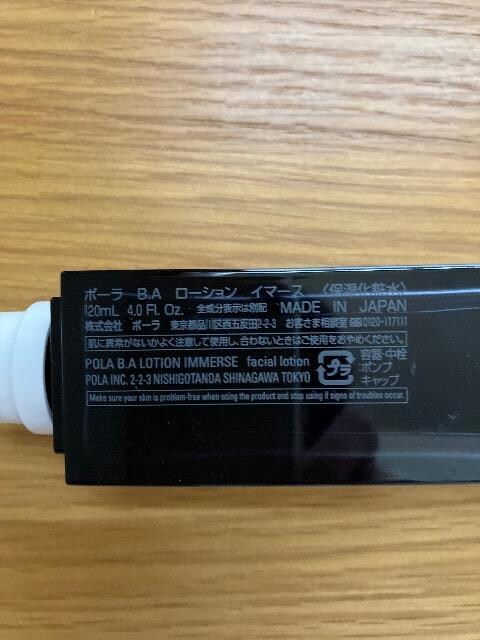 ポーラ B.A ローション イマース 〈保湿化粧水〉
120mL 4.0 Fl. Oz. 全成分表示は別記 MADE IN JAPAN
株式会社 ポーラ 東京都品川区西五反田2-2-3 お客さま相談室 0120-117111
肌に異常がないかよく注意して使用し、合わないときはご使用をおやめください。
POLA B.A LOTION IMMERSE facial lotion
POLA INC. 2-2-3 NISHIGOTANDA SHINAGAWA TOKYO
プラ
容器・中栓
ポンプ
キャップ
Make sure your skin is problem-free when using the product and stop using if signs of troubles occur.